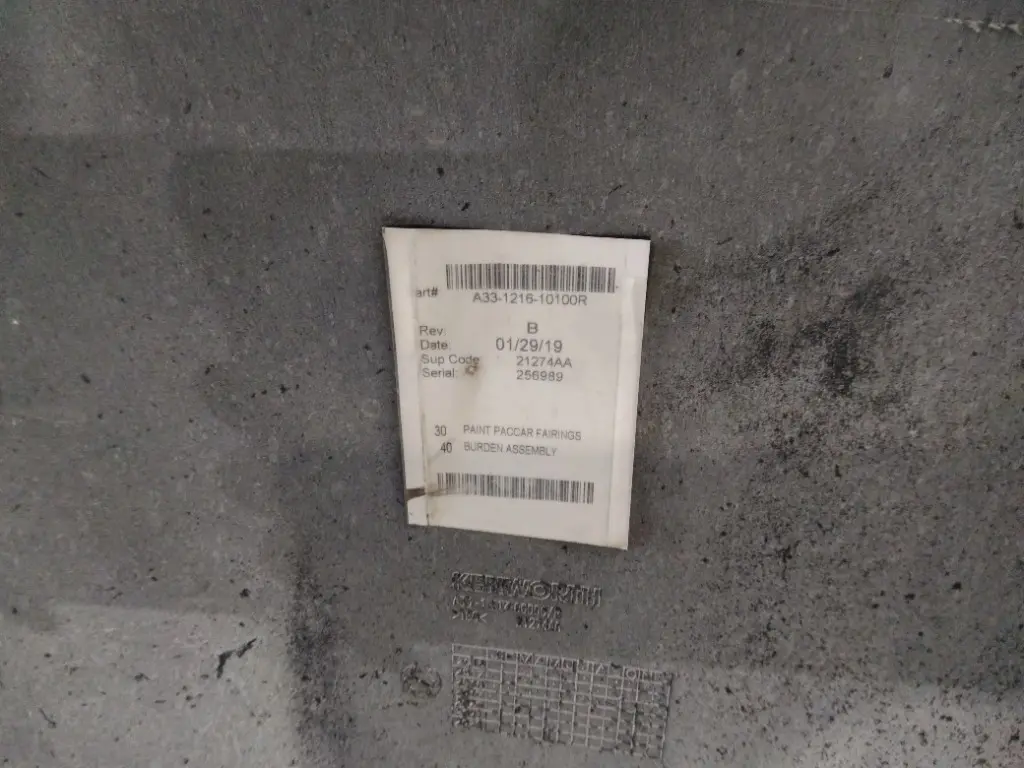 art# A33-1216-10100R
Rev: B
Date: 01/29/19
Sup Code: 21274AA
Serial: 256989
30 PAINT PACCAR FAIRINGS
40 BURDEN ASSEMBLY
KENWORTH